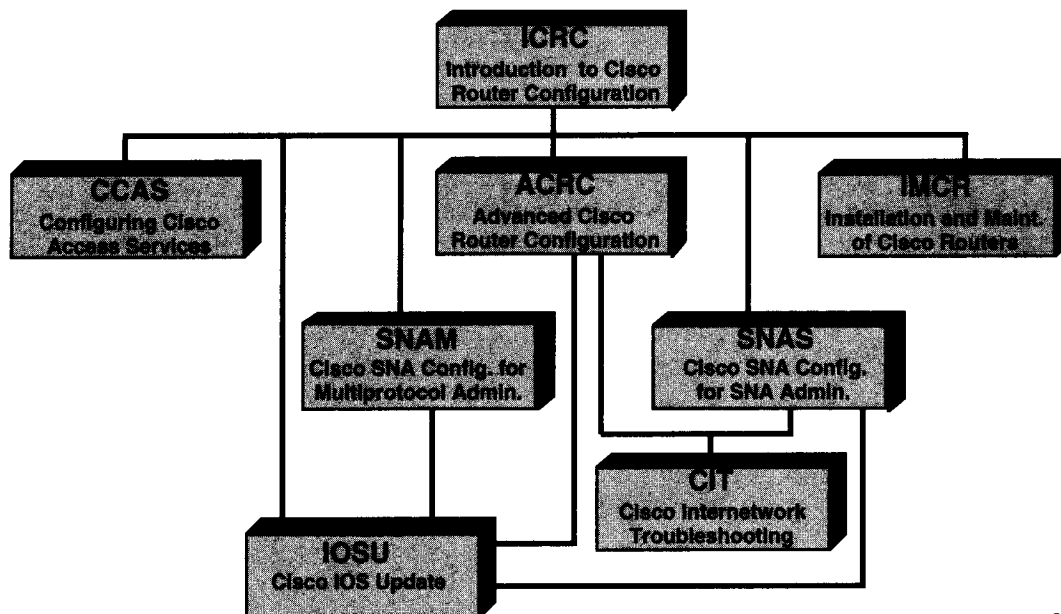 ICRC
Introduction to Cisco
Router Configuration
CCAS
Configuring Cisco
Access Services
ACRC
Advanced Cisco
Router Configuration
IMCR
Installation and Maint.
of Cisco Routers
SNAM
Cisco SNA Config. for
Multiprotocol Admin.
SNAS
Cisco SNA Config.
for SNA Admin.
CIT
Cisco Internetwork
Troubleshooting
IOSU
Cisco IOS Update